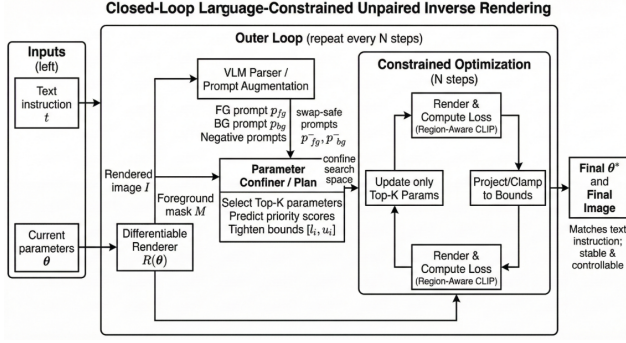 Closed-Loop Language-Constrained Unpaired Inverse Rendering
Inputs
(left)
Text
instruction
t
Current
parameters
θ
Outer Loop (repeat every N steps)
VLM Parser /
Prompt Augmentation
FG prompt p_fg
BG prompt p_bg
Negative prompts
swap-safe
prompts
p⁻_fg, p⁻_bg
Rendered
image I
Foreground
mask M
Differentiable
Renderer
R(θ)
Parameter
Confiner / Plan
Select Top-K parameters
Predict priority scores
Tighten bounds [l_i, u_i]
confine
search
space
Constrained Optimization
(N steps)
Render &
Compute Loss
(Region-Aware CLIP)
Update only
Top-K Params
Project/Clamp
to Bounds
Render &
Compute Loss
(Region-Aware CLIP)
Final θ*
and
Final
Image
Matches text
instruction;
stable &
controllable